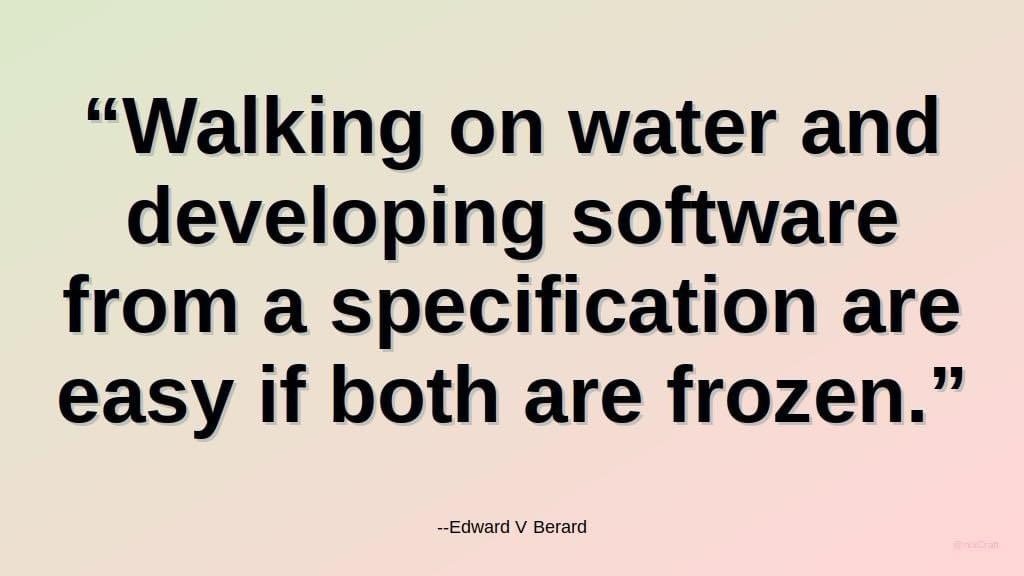 “Walking on water and
developing software
from a specification are
easy if both are frozen.”
--Edward V Berard
@nixCraft